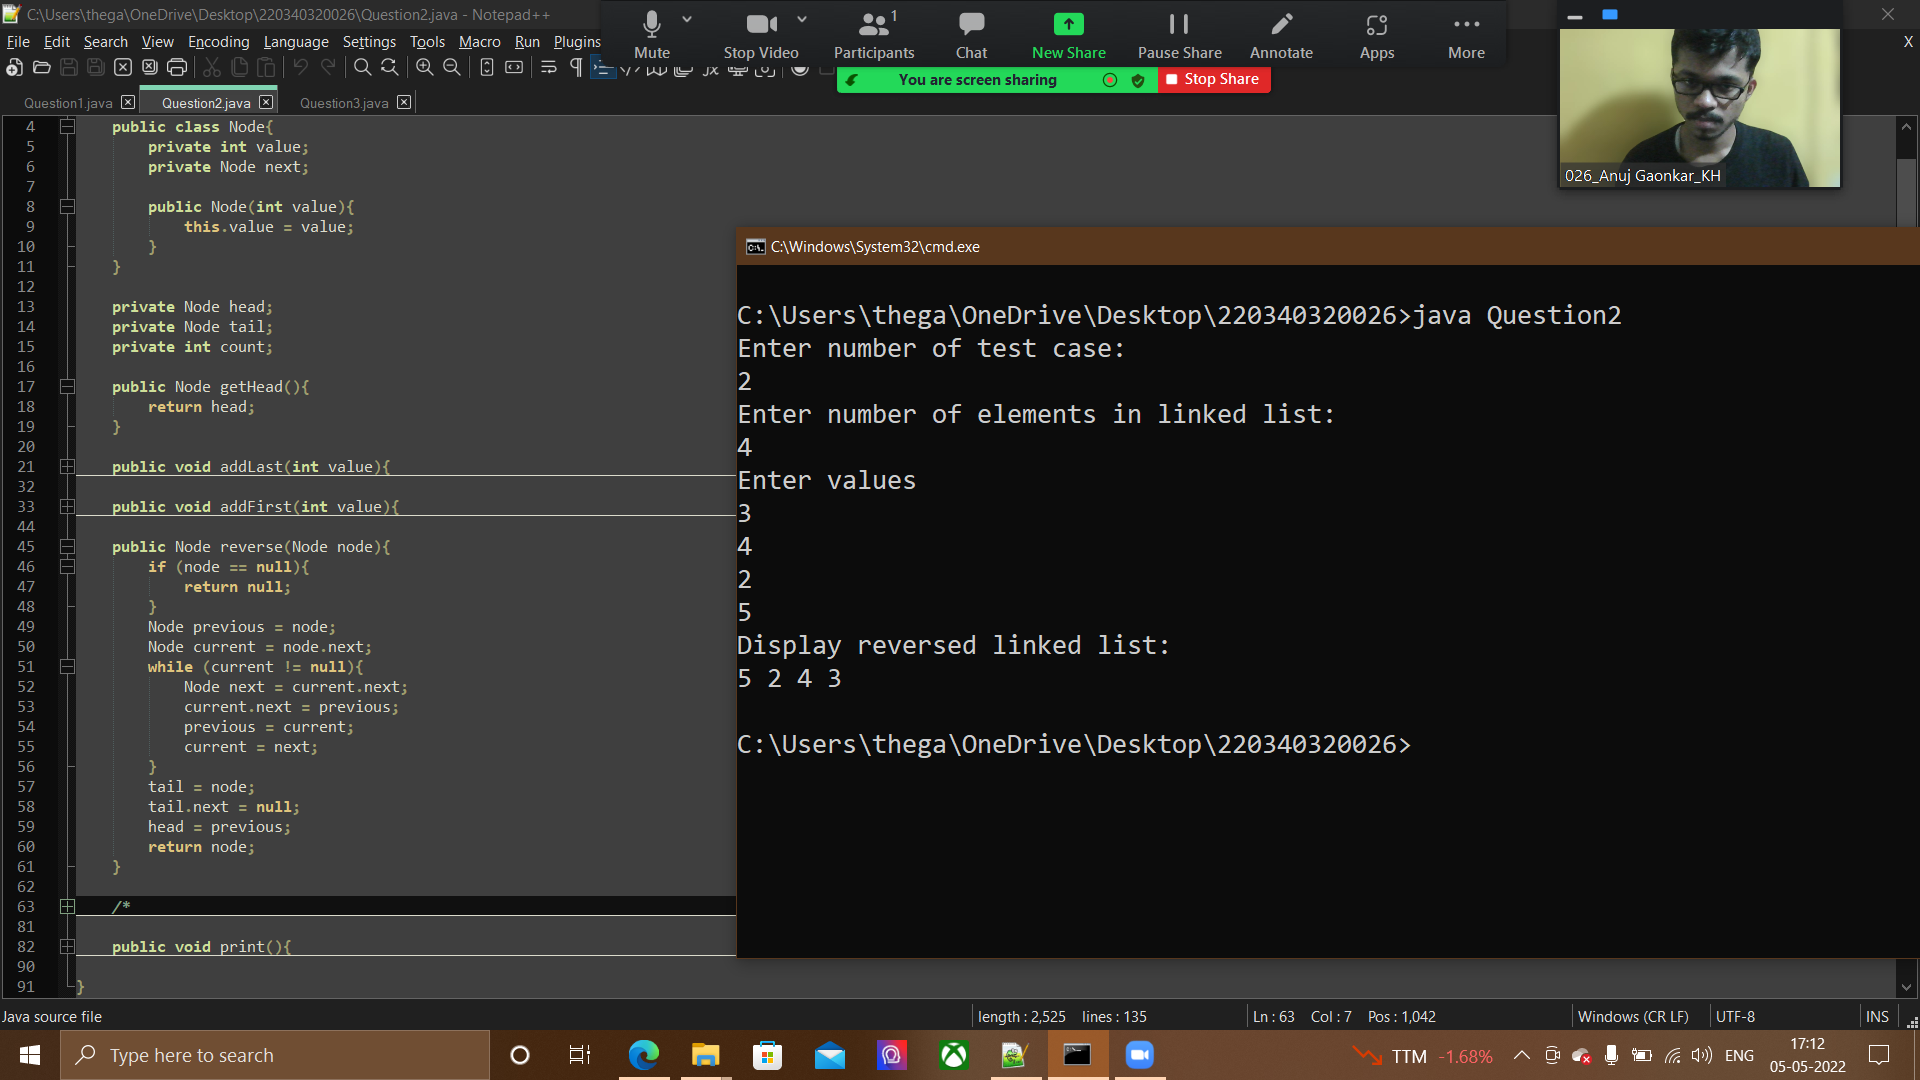 C:\Users\thega\OneDrive\Desktop\220340320026\Question2.java - Notepad++
Mute
Stop Video
Participants
1
Chat
New Share
Pause Share
Annotate
Apps
More
File Edit Search View Encoding Language Settings Tools Macro Run Plugins
X
You are screen sharing
Stop Share
Question1.java
Question2.java
Question3.java
026_Anuj Gaonkar_KH
4 public class Node{
5 private int value;
6 private Node next;
7
8 public Node(int value){
9 this.value = value;
10 }
11 }
12
13 private Node head;
14 private Node tail;
15 private int count;
16
17 public Node getHead(){
18 return head;
19 }
20
21 public void addLast(int value){
32
33 public void addFirst(int value){
44
45 public Node reverse(Node node){
46 if (node == null){
47 return null;
48 }
49 Node previous = node;
50 Node current = node.next;
51 while (current != null){
52 Node next = current.next;
53 current.next = previous;
54 previous = current;
55 current = next;
56 }
57 tail = node;
58 tail.next = null;
59 head = previous;
60 return node;
61 }
62
63 /*
81
82 public void print(){
90
91 }
C:\Windows\System32\cmd.exe
C:\Users\thega\OneDrive\Desktop\220340320026>java Question2
Enter number of test case:
2
Enter number of elements in linked list:
4
Enter values
3
4
2
5
Display reversed linked list:
5 2 4 3
C:\Users\thega\OneDrive\Desktop\220340320026>
Java source file
length : 2,525 lines : 135
Ln : 63 Col : 7 Pos : 1,042
Windows (CR LF)
UTF-8
INS
Type here to search
TTM -1.68%
ENG
17:12
05-05-2022